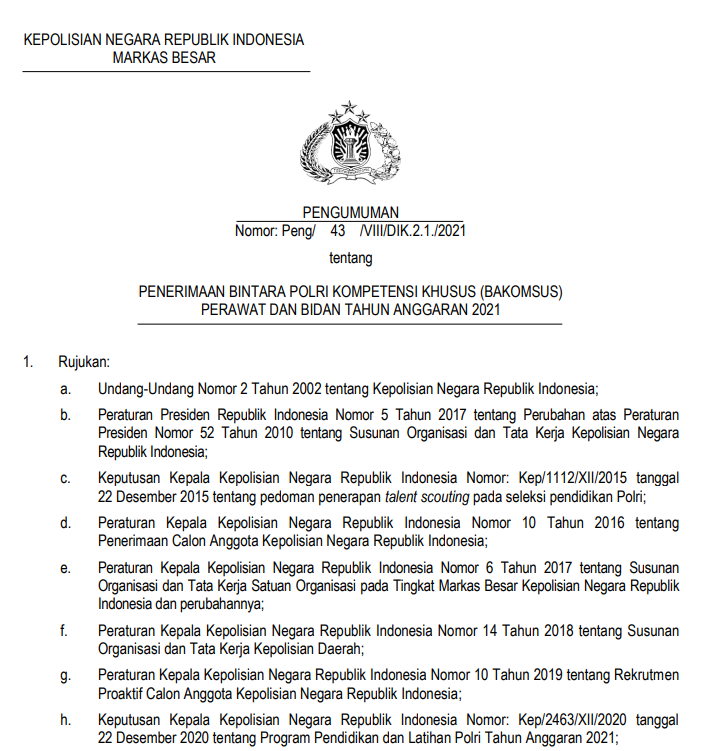 KEPOLISIAN NEGARA REPUBLIK INDONESIA
MARKAS BESAR
PENGUMUMAN
Nomor: Peng/ 43 /VIII/DIK.2.1./2021
tentang
PENERIMAAN BINTARA POLRI KOMPETENSI KHUSUS (BAKOMSUS)
PERAWAT DAN BIDAN TAHUN ANGGARAN 2021
1. Rujukan:
a. Undang-Undang Nomor 2 Tahun 2002 tentang Kepolisian Negara Republik Indonesia;
b. Peraturan Presiden Republik Indonesia Nomor 5 Tahun 2017 tentang Perubahan atas Peraturan
Presiden Nomor 52 Tahun 2010 tentang Susunan Organisasi dan Tata Kerja Kepolisian Negara
Republik Indonesia;
c. Keputusan Kepala Kepolisian Negara Republik Indonesia Nomor: Kep/1112/XII/2015 tanggal
22 Desember 2015 tentang pedoman penerapan talent scouting pada seleksi pendidikan Polri;
d. Peraturan Kepala Kepolisian Negara Republik Indonesia Nomor 10 Tahun 2016 tentang
Penerimaan Calon Anggota Kepolisian Negara Republik Indonesia;
e. Peraturan Kepala Kepolisian Negara Republik Indonesia Nomor 6 Tahun 2017 tentang Susunan
Organisasi dan Tata Kerja Satuan Organisasi pada Tingkat Markas Besar Kepolisian Negara Republik
Indonesia dan perubahannya;
f. Peraturan Kepala Kepolisian Negara Republik Indonesia Nomor 14 Tahun 2018 tentang Susunan
Organisasi dan Tata Kerja Kepolisian Daerah;
g. Peraturan Kepala Kepolisian Negara Republik Indonesia Nomor 10 Tahun 2019 tentang Rekrutmen
Proaktif Calon Anggota Kepolisian Negara Republik Indonesia;
h. Keputusan Kepala Kepolisian Negara Republik Indonesia Nomor: Kep/2463/XII/2020 tanggal
22 Desember 2020 tentang Program Pendidikan dan Latihan Polri Tahun Anggaran 2021;